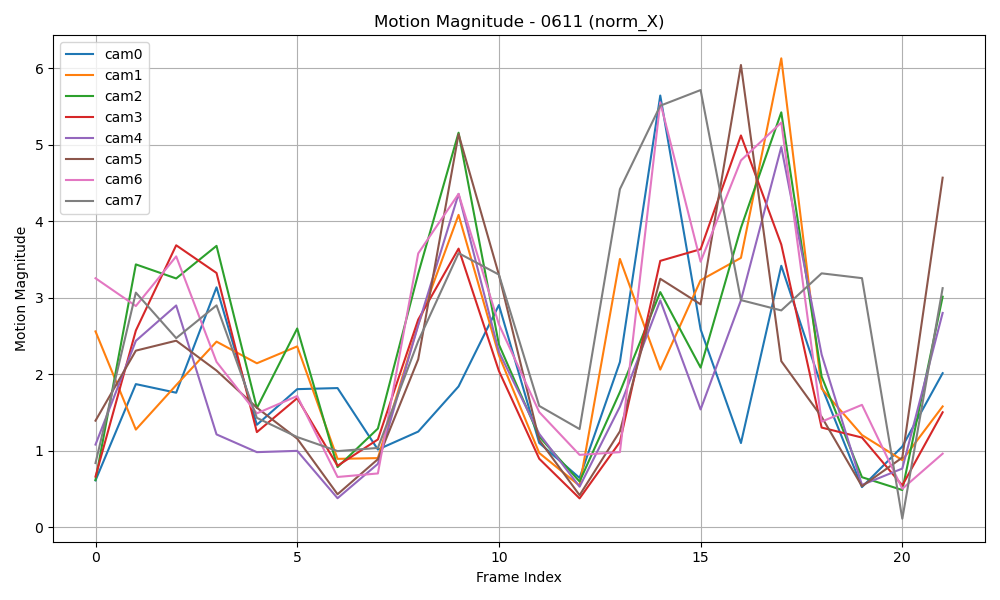 Motion Magnitude - 0611 (norm_X)
cam0
cam1
cam2
cam3
cam4
cam5
cam6
cam7
Motion Magnitude
6
5
4
3
2
1
0
0 5 10 15 20
Frame Index